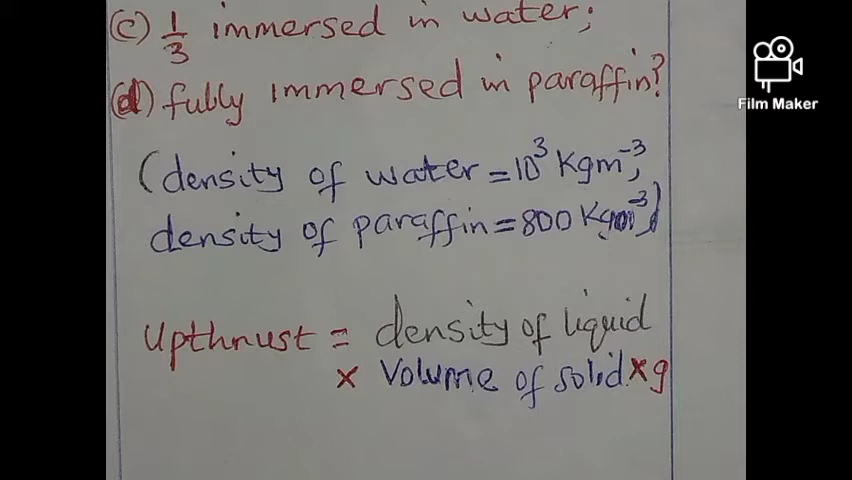 (c) 1/3 immersed in water;
(d) fully immersed in paraffin?
(density of water = 10³ Kgm⁻³,
density of paraffin = 800 Kgm⁻³)
Upthrust = density of liquid
× Volume of solid × g
Film Maker